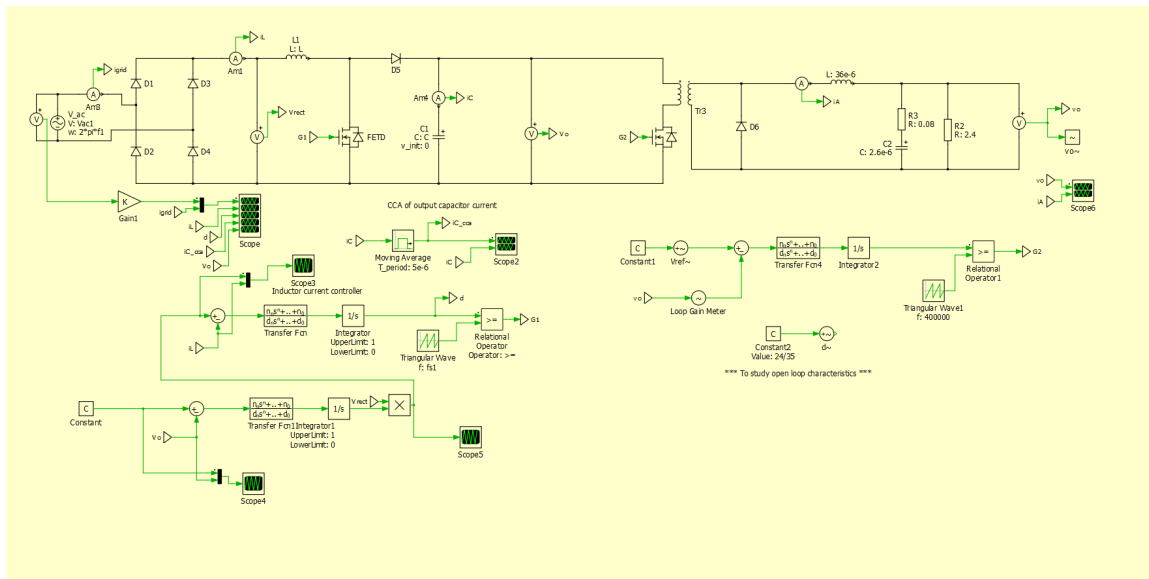 igrid
iL
L1
L: L
Am1
D1
D3
D5
Am3
V_ac
V: Vac1
w: 2*pi*f1
D2
D4
Vrect
G1
FETD
Am4
iC
C1
C: C
v_init: 0
Vo
G2
Tr3
D6
L: 36e-6
iA
R3
R: 0.08
R2
R: 2.4
C2
C: 2.6e-6
vo
vo~
K
Gain1
igrid
iL
d
iC_cca
Vo
Scope
CCA of output capacitor current
iC_cca
iC
Moving Average
T_period: 5e-6
iC
Scope2
vo
iA
Scope6
C
Constant1
Vref~
Transfer Fcn4
1/s
Integrator2
>=
Relational
Operator1
G2
vo
Loop Gain Meter
Triangular Wave1
f: 400000
C
Constant2
Value: 24/35
d~
*** To study open loop characteristics ***
Scope3
Inductor current controller
iL
Transfer Fcn
1/s
Integrator
UpperLimit: 1
LowerLimit: 0
d
Triangular Wave
f: fs1
>=
Relational
Operator
Operator: >=
G1
C
Constant
Vo
Transfer Fcn1
1/s
Integrator1
UpperLimit: 1
LowerLimit: 0
Vrect
Scope5
Scope4